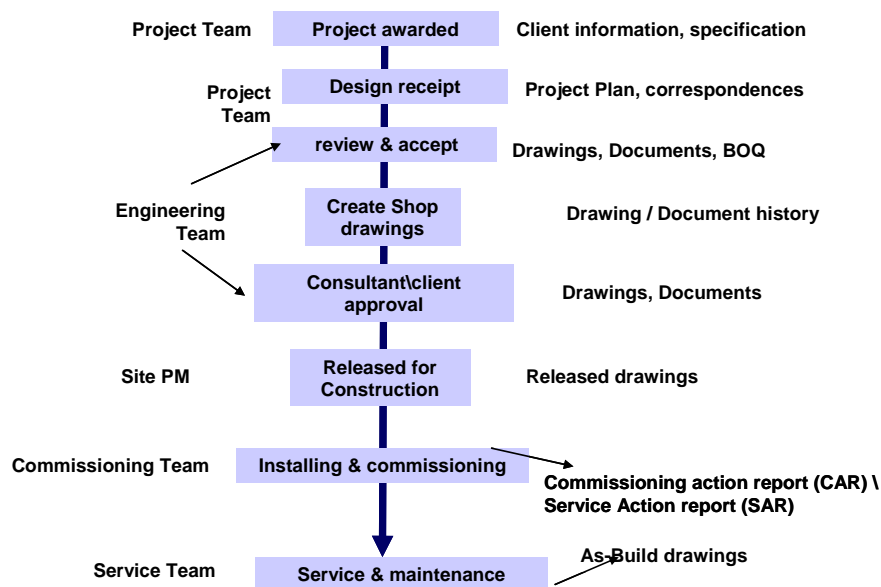 Project Team
Project awarded
Client information, specification
Design receipt
Project Plan, correspondences
Project
Team
review & accept
Drawings, Documents, BOQ
Engineering
Team
Create Shop
drawings
Drawing / Document history
Consultant\client
approval
Drawings, Documents
Site PM
Released for
Construction
Released drawings
Commissioning Team
Installing & commissioning
Commissioning action report (CAR) \
Service Action report (SAR)
Service Team
Service & maintenance
As-Build drawings